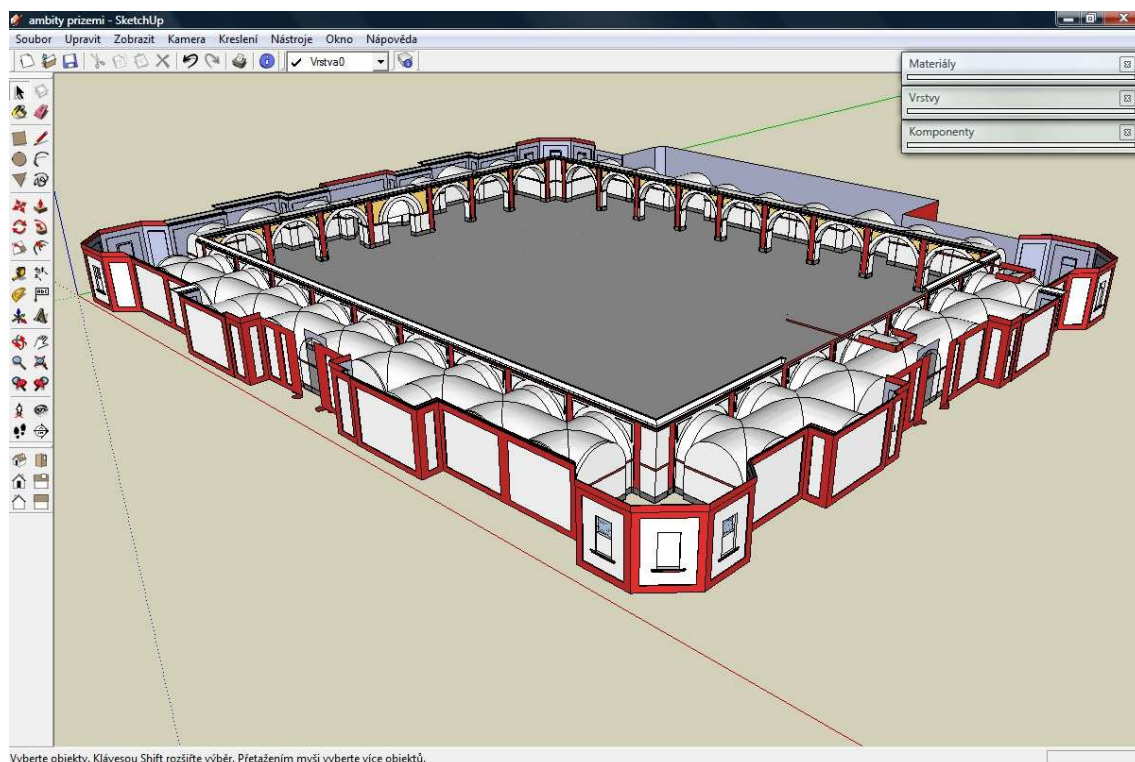 ambity prizemi - SketchUp
Soubor Upravit Zobrazit Kamera Kreslení Nástroje Okno Nápověda
Vrstva0
Materiály
Vrstvy
Komponenty
Vyberte objekty. Klávesou Shift rozšiřte výběr. Přetažením myši vyberte více objektů.